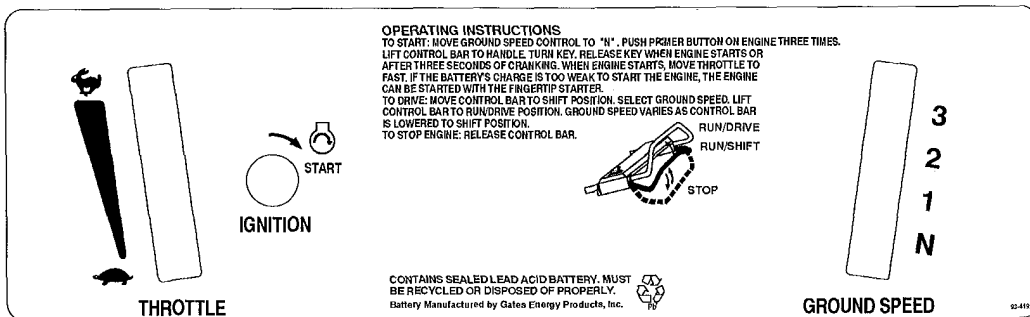 OPERATING INSTRUCTIONS
TO START: MOVE GROUND SPEED CONTROL TO "N". PUSH PRIMER BUTTON ON ENGINE THREE TIMES.
LIFT CONTROL BAR TO HANDLE. TURN KEY. RELEASE KEY WHEN ENGINE STARTS OR
AFTER THREE SECONDS OF CRANKING. WHEN ENGINE STARTS, MOVE THROTTLE TO
FAST. IF THE BATTERY'S CHARGE IS TOO WEAK TO START THE ENGINE, THE ENGINE
CAN BE STARTED WITH THE FINGERTIP STARTER.
TO DRIVE: MOVE CONTROL BAR TO SHIFT POSITION. SELECT GROUND SPEED. LIFT
CONTROL BAR TO RUN/DRIVE POSITION. GROUND SPEED VARIES AS CONTROL BAR
IS LOWERED TO SHIFT POSITION.
TO STOP ENGINE: RELEASE CONTROL BAR.
RUN/DRIVE
RUN/SHIFT
STOP
START
IGNITION
THROTTLE
3
2
1
N
GROUND SPEED
CONTAINS SEALED LEAD ACID BATTERY. MUST
BE RECYCLED OR DISPOSED OF PROPERLY.
Battery Manufactured by Gates Energy Products, Inc.
Pb
93-419